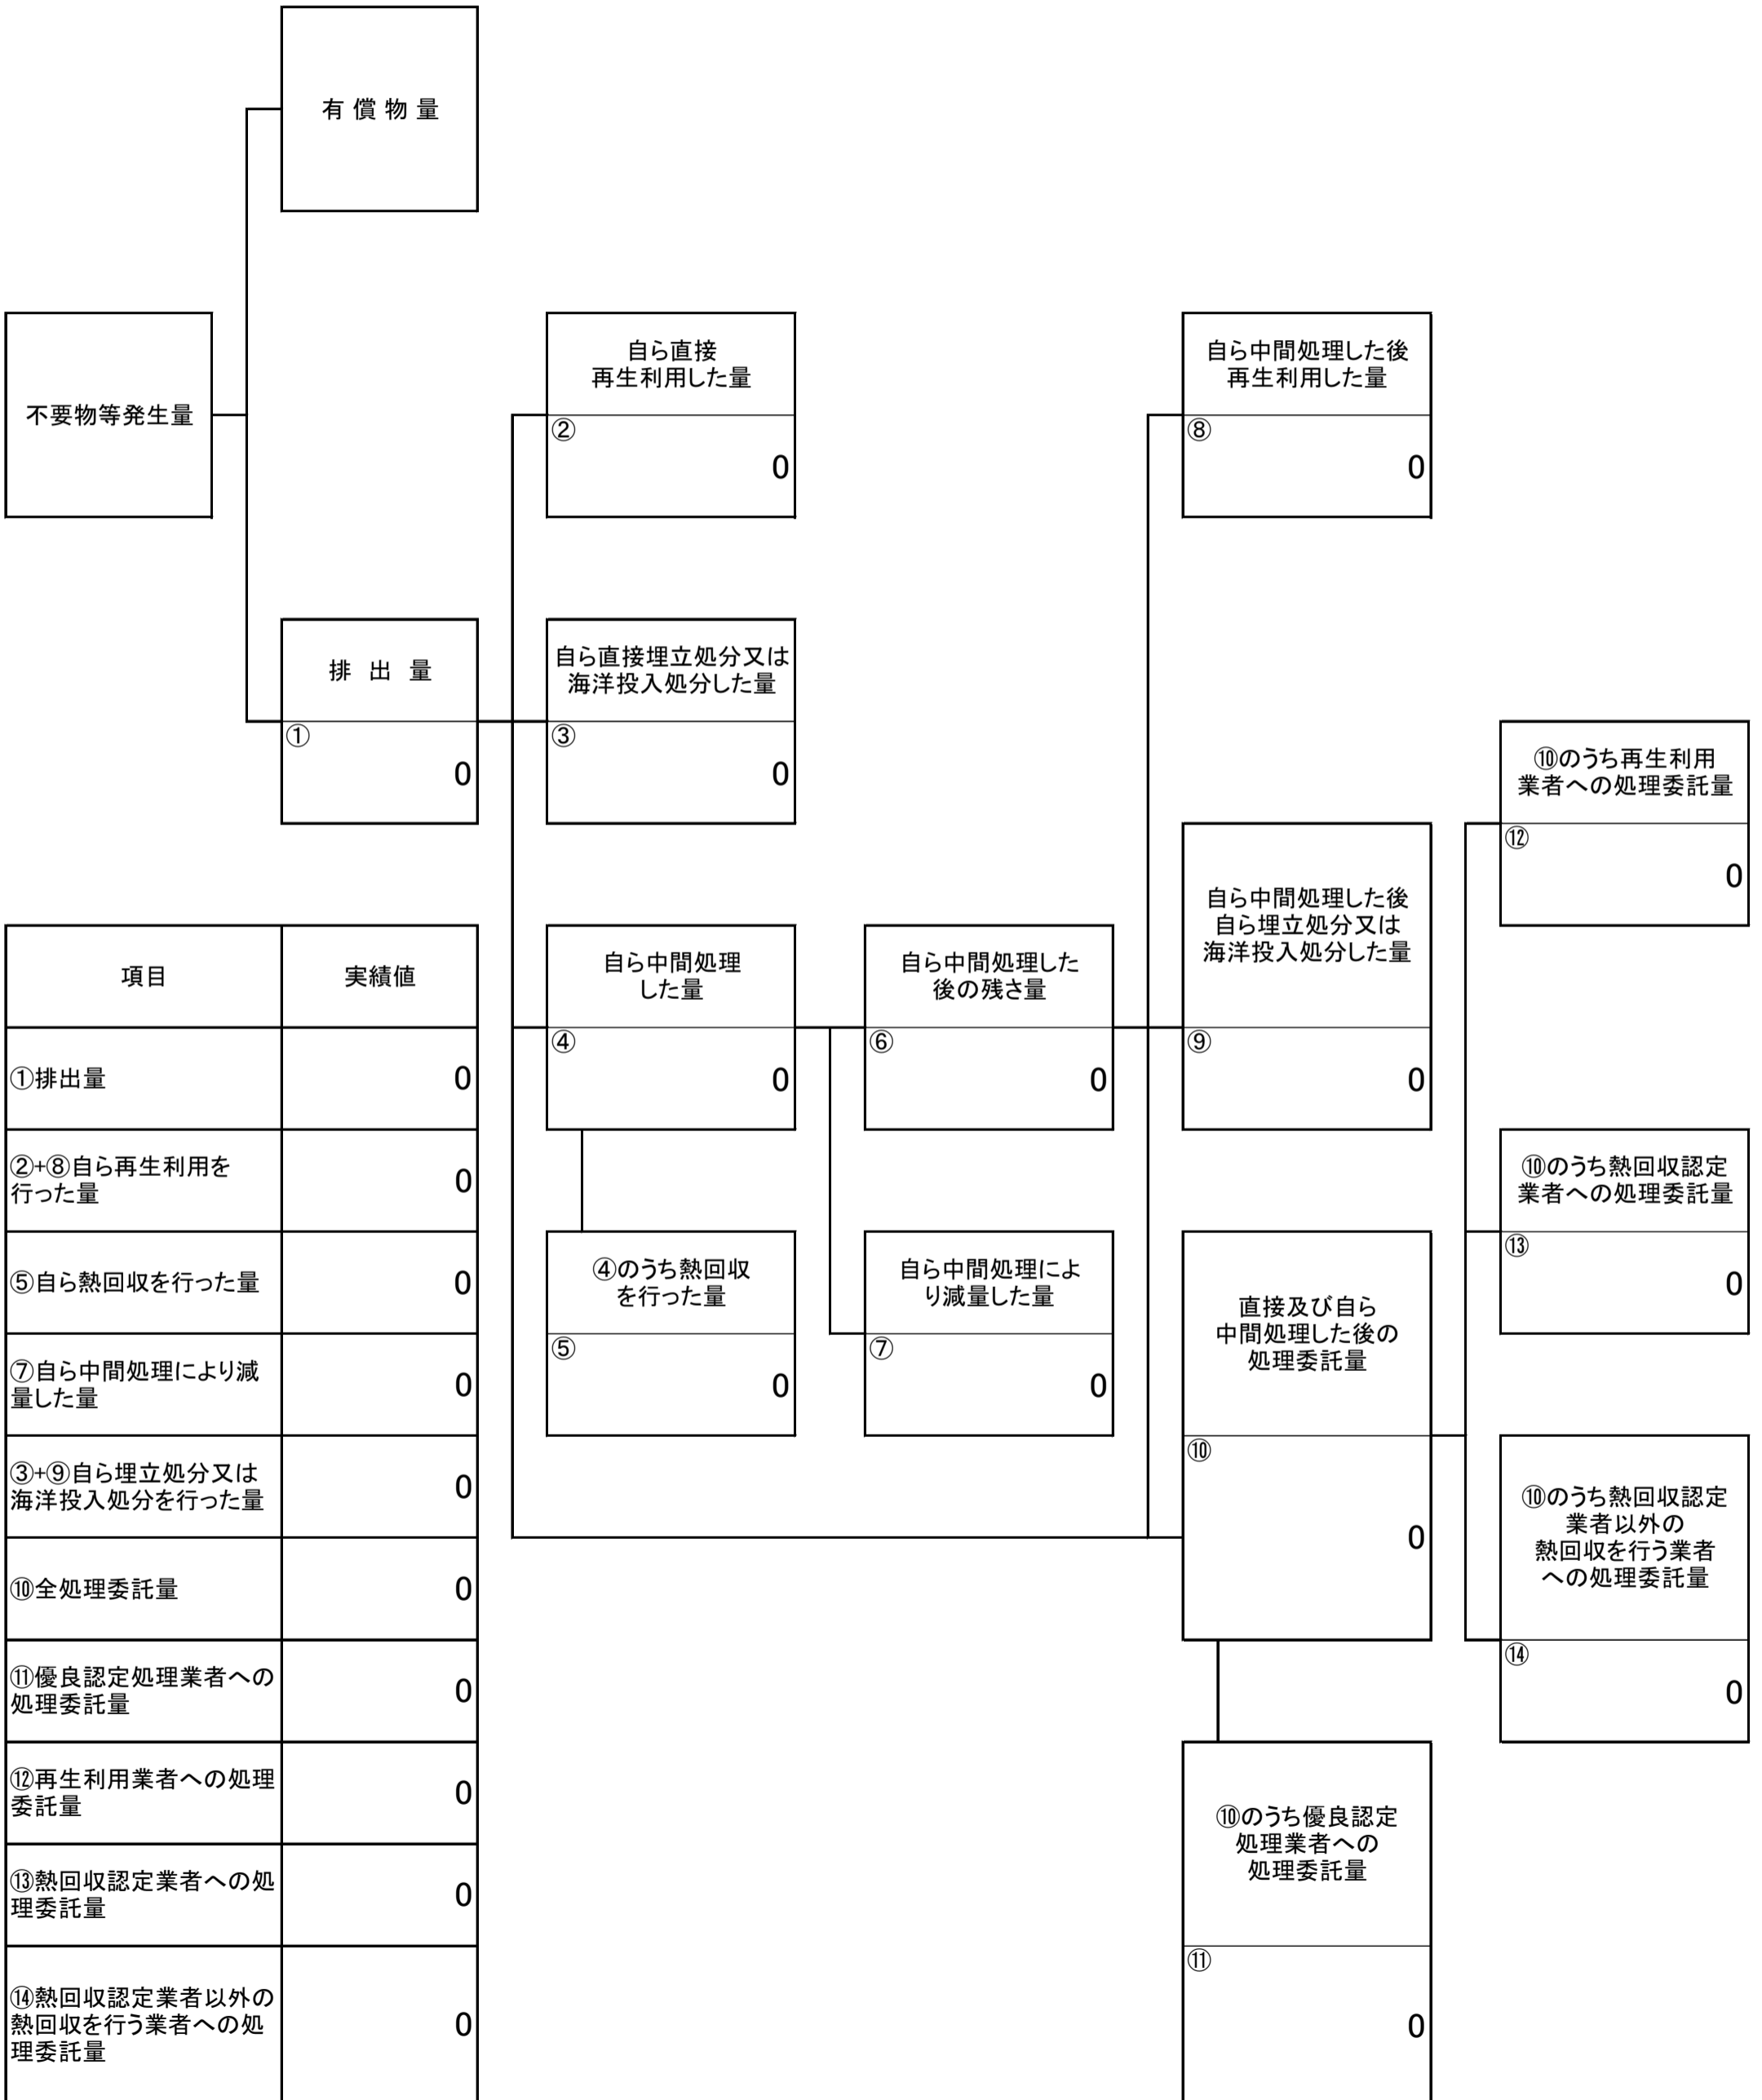 有償物量
不要物等発生量
自ら直接
再生利用した量
②
0
自ら中間処理した後
再生利用した量
⑧
0
排出量
①
0
自ら直接埋立処分又は
海洋投入処分した量
③
0
⑩のうち再生利用
業者への処理委託量
⑫
0
自ら中間処理した後
自ら埋立処分又は
海洋投入処分した量
⑨
0
自ら中間処理
した量
④
0
自ら中間処理した
後の残さ量
⑥
0
⑩のうち熱回収認定
業者への処理委託量
⑬
0
④のうち熱回収
を行った量
⑤
0
自ら中間処理によ
り減量した量
⑦
0
直接及び自ら
中間処理した後の
処理委託量
⑩
0
⑩のうち熱回収認定
業者以外の
熱回収を行う業者
への処理委託量
⑭
0
⑩のうち優良認定
処理業者への
処理委託量
⑪
0
項目 実績値
①排出量 0
②+⑧自ら再生利用を
行った量 0
⑤自ら熱回収を行った量 0
⑦自ら中間処理により減
量した量 0
③+⑨自ら埋立処分又は
海洋投入処分を行った量 0
⑩全処理委託量 0
⑪優良認定処理業者への
処理委託量 0
⑫再生利用業者への処理
委託量 0
⑬熱回収認定業者への処
理委託量 0
⑭熱回収認定業者以外の
熱回収を行う業者への処
理委託量 0